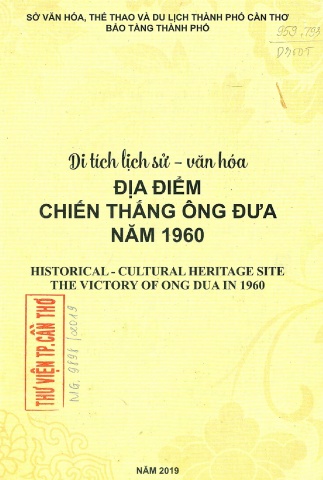 SỞ VĂN HÓA, THỂ THAO VÀ DU LỊCH THÀNH PHỐ CẦN THƠ
BẢO TÀNG THÀNH PHỐ
959.793
Di tích lịch sử – văn hóa
ĐỊA ĐIỂM
CHIẾN THẮNG ÔNG ĐƯA
NĂM 1960
HISTORICAL - CULTURAL HERITAGE SITE
THE VICTORY OF ONG DUA IN 1960
THƯ VIỆN TP.CẦN THƠ
NĂM 2019